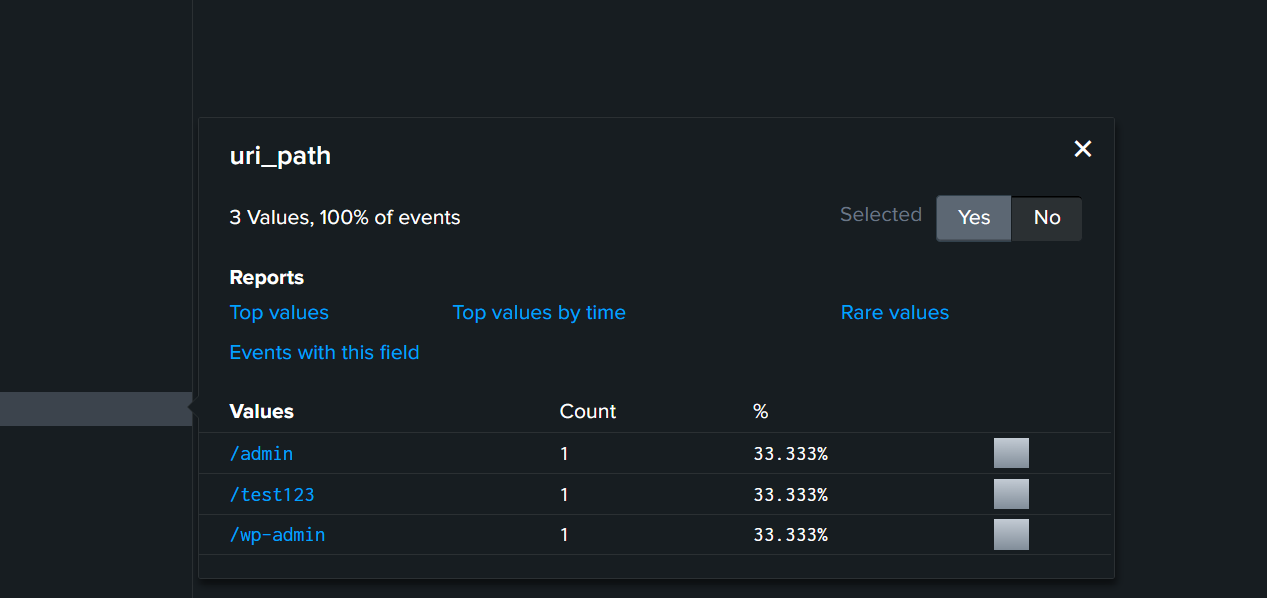 uri_path
3 Values, 100% of events
Selected Yes No
Reports
Top values Top values by time Rare values
Events with this field
Values Count %
/admin 1 33.333%
/test123 1 33.333%
/wp-admin 1 33.333%